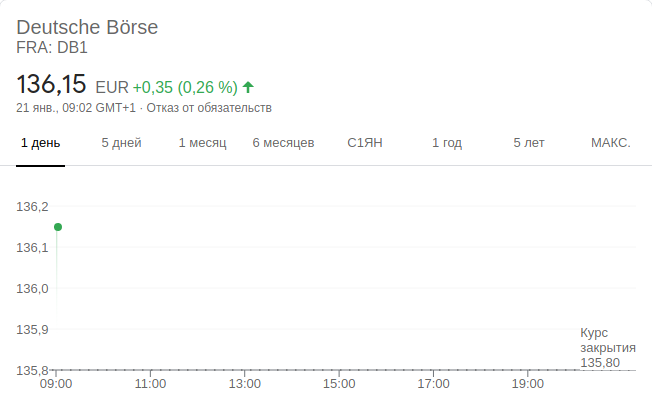 Deutsche Börse
FRA: DB1
136,15 EUR +0,35 (0,26 %)
21 янв., 09:02 GMT+1 · Отказ от обязательств
1 день 5 дней 1 месяц 6 месяцев С1ЯН 1 год 5 лет МАКС.
136,2
136,1
136,0
135,9
Курс
закрытия
135,80
135,8
09:00 11:00 13:00 15:00 17:00 19:00